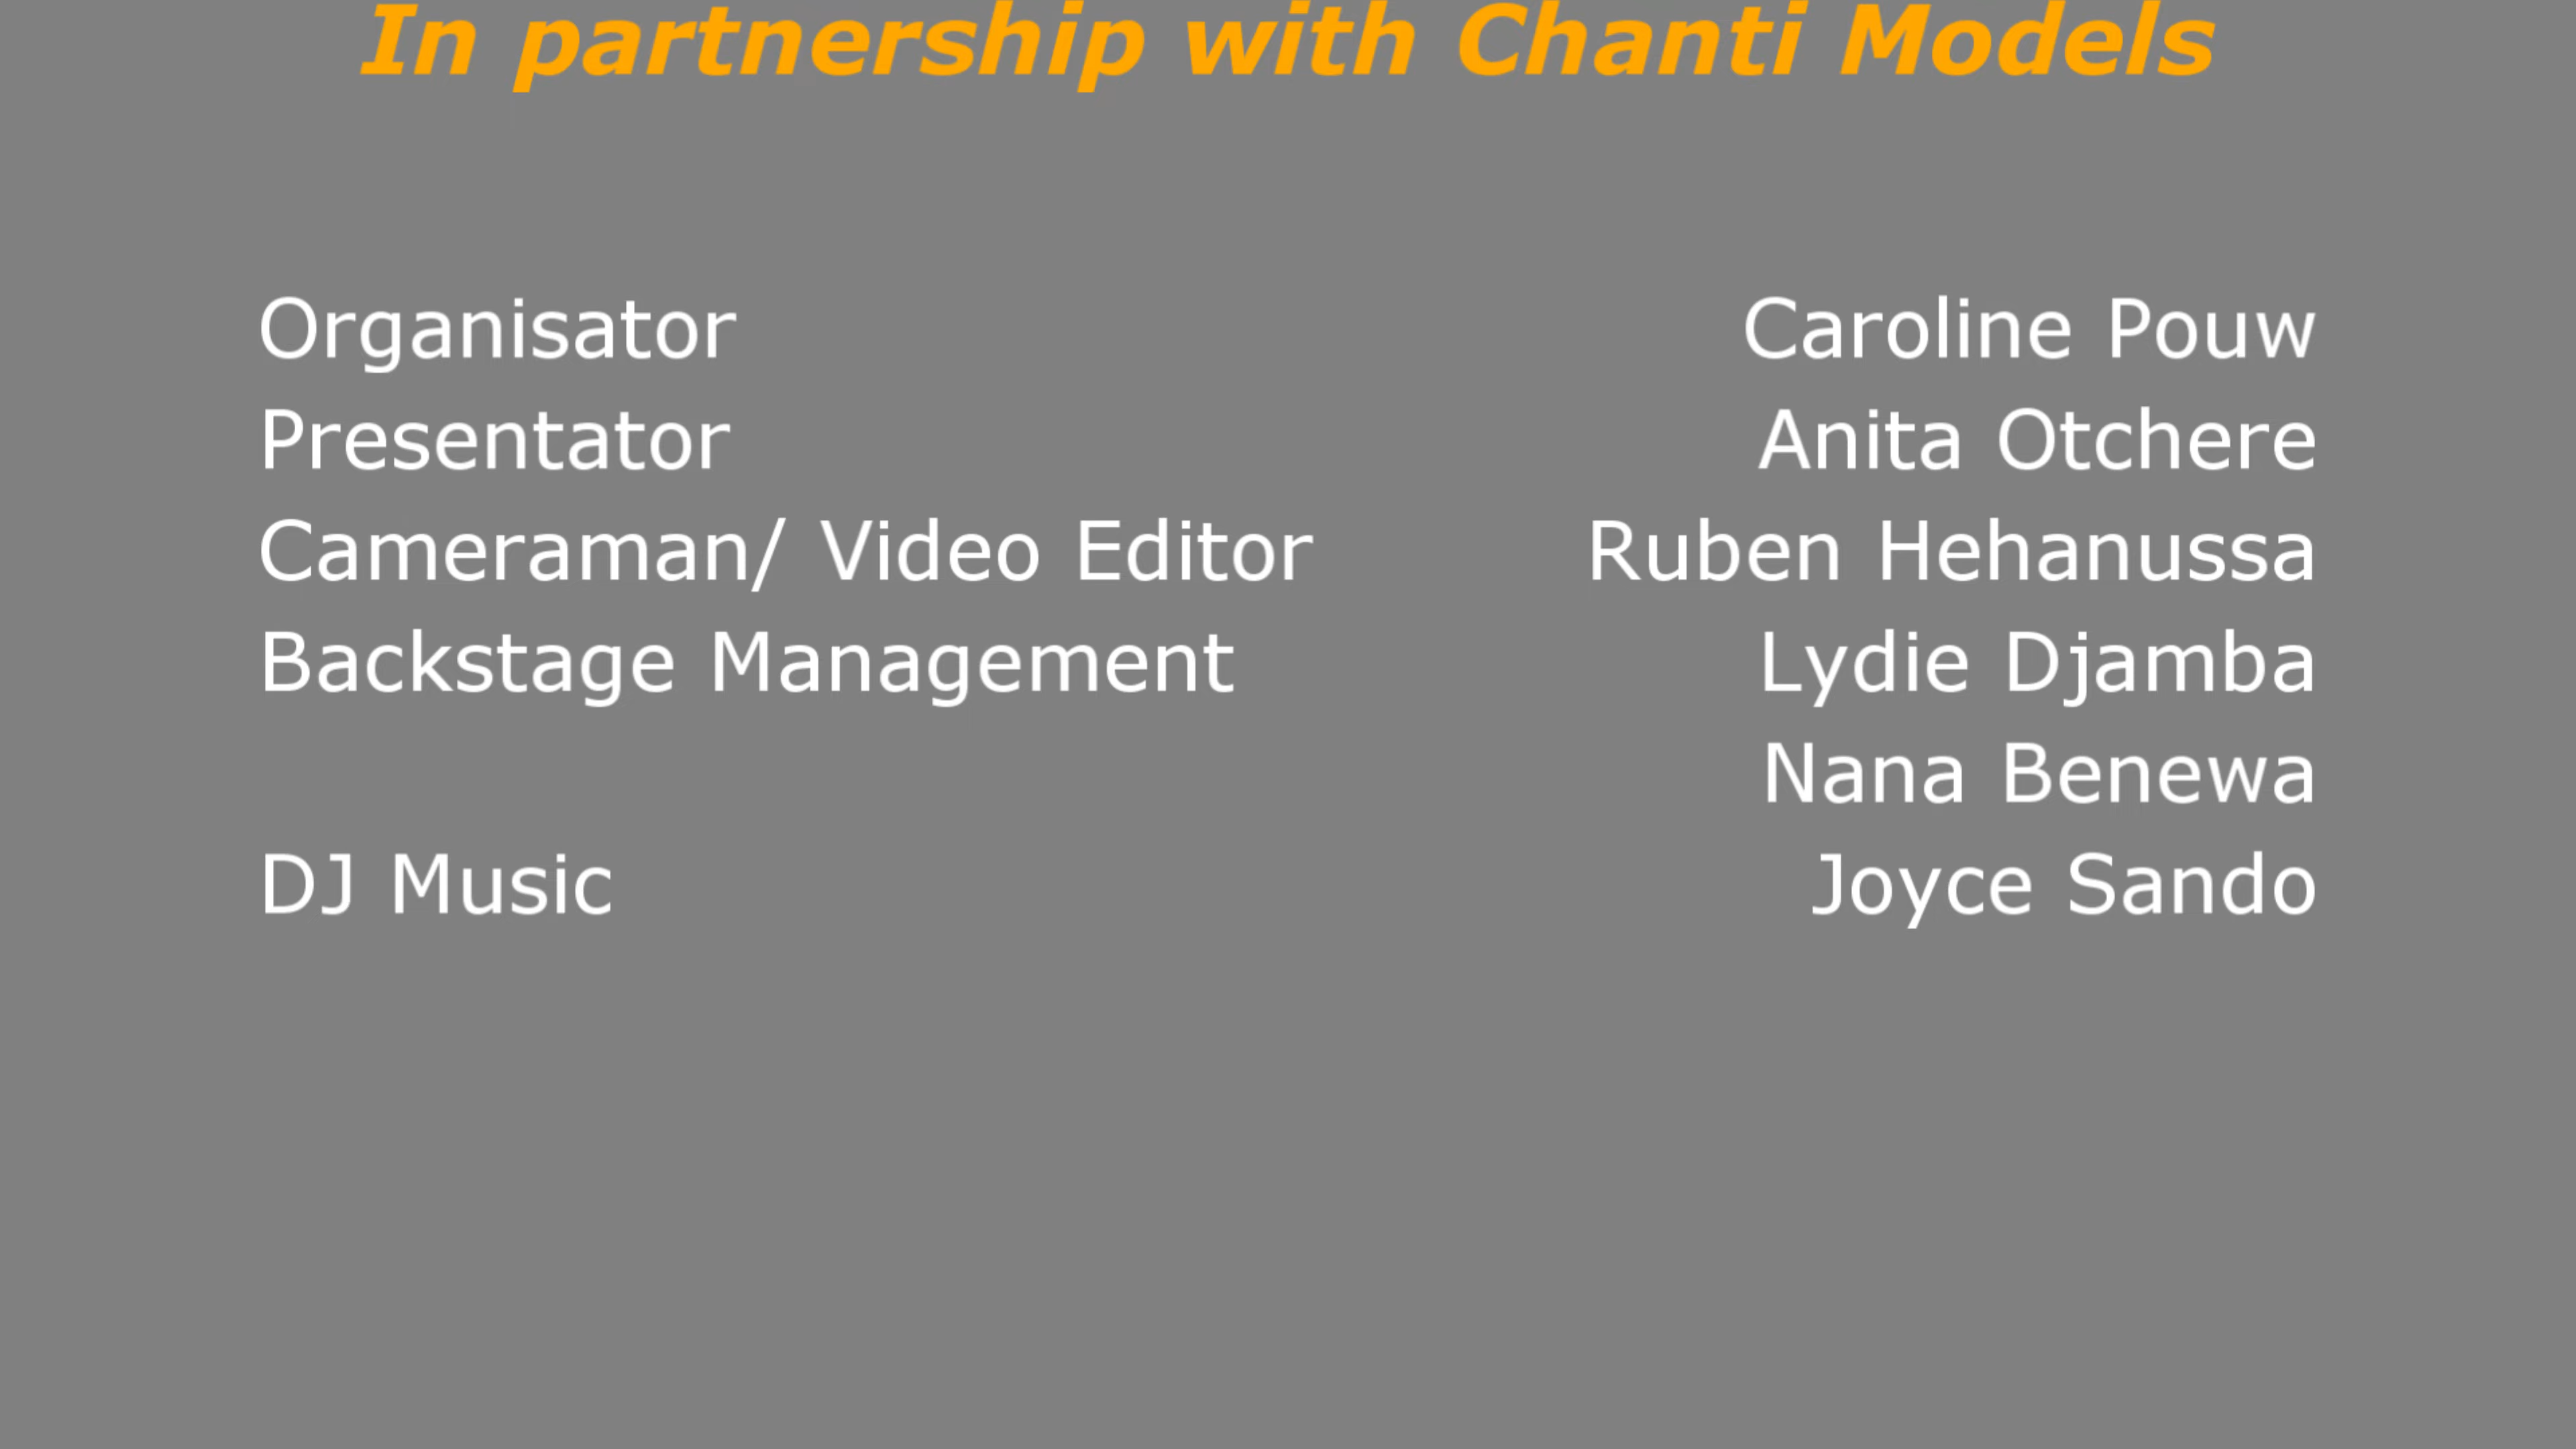 In partnership with Chanti Models
Organisator Caroline Pouw
Presentator Anita Otchere
Cameraman/ Video Editor Ruben Hehanussa
Backstage Management Lydie Djamba
Nana Benewa
DJ Music Joyce Sando